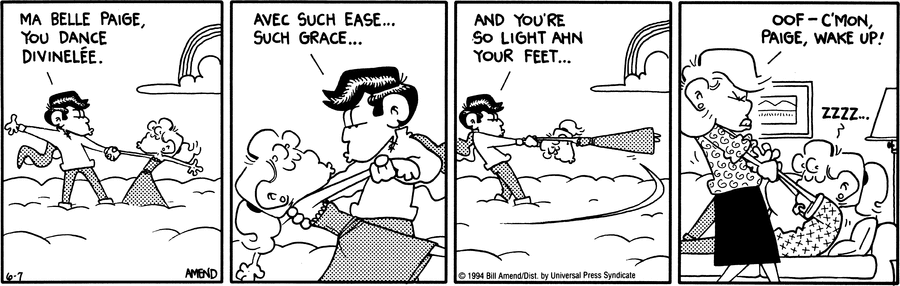 MA BELLE PAIGE,
YOU DANCE
DIVINELÉE.
6-7
AMEND
AVEC SUCH EASE...
SUCH GRACE...
AND YOU'RE
SO LIGHT AHN
YOUR FEET...
© 1994 Bill Amend/Dist. by Universal Press Syndicate
OOF - C'MON,
PAIGE, WAKE UP!
ZZZZ...